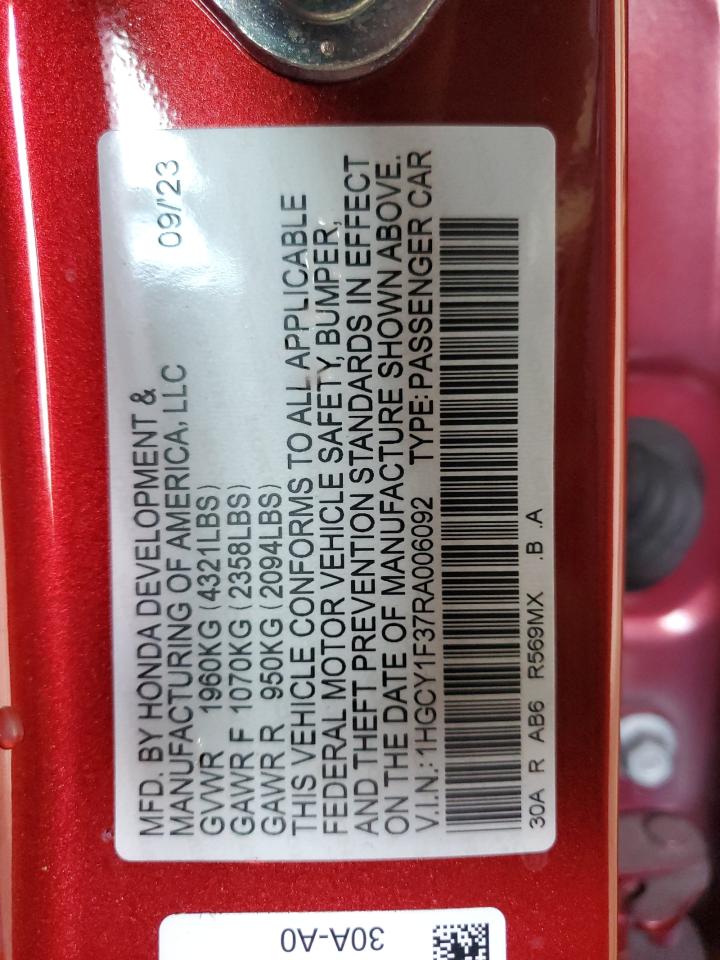 MFD. BY HONDA DEVELOPMENT & 09/'23
MANUFACTURING OF AMERICA, LLC
GVWR 1960KG (4321LBS)
GAWR F 1070KG (2358LBS)
GAWR R 950KG (2094LBS)
THIS VEHICLE CONFORMS TO ALL APPLICABLE
FEDERAL MOTOR VEHICLE SAFETY, BUMPER,
AND THEFT PREVENTION STANDARDS IN EFFECT
ON THE DATE OF MANUFACTURE SHOWN ABOVE.
V.I.N.: 1HGCY1F37RA006092 TYPE: PASSENGER CAR
30A R AB6 R569MX .B .A
30A-A0